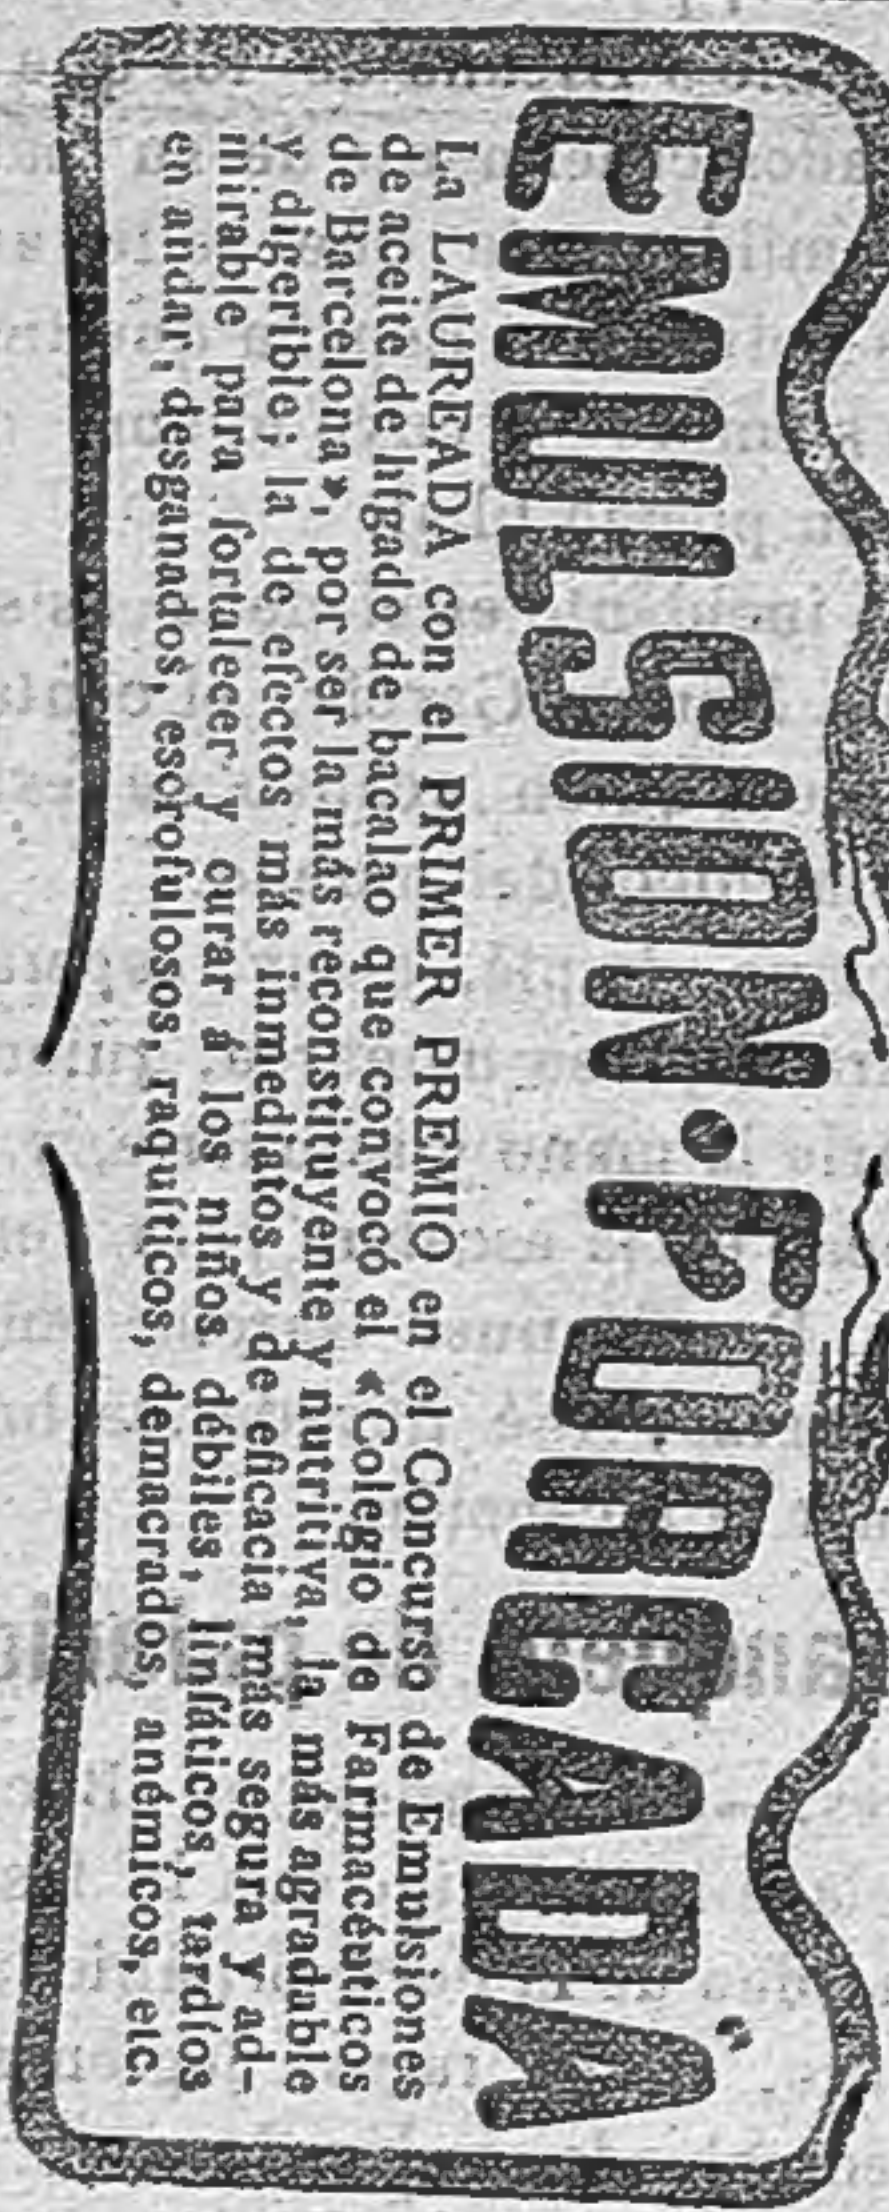 EMULSION·FORCADA
La LAUREADA con el PRIMER PREMIO en el Concurso de Emulsiones
de aceite de hígado de bacalao que convocó el «Colegio de Farmacéuticos
de Barcelona», por ser la más reconstituyente y nutritiva, la más agradable
y digerible; la de efectos más inmediatos y de eficacia más segura y ad-
mirable para fortalecer y curar á los niños débiles, linfáticos, tardíos
en andar, desganados, escrofulosos, raquíticos, demacrados, anémicos, etc.